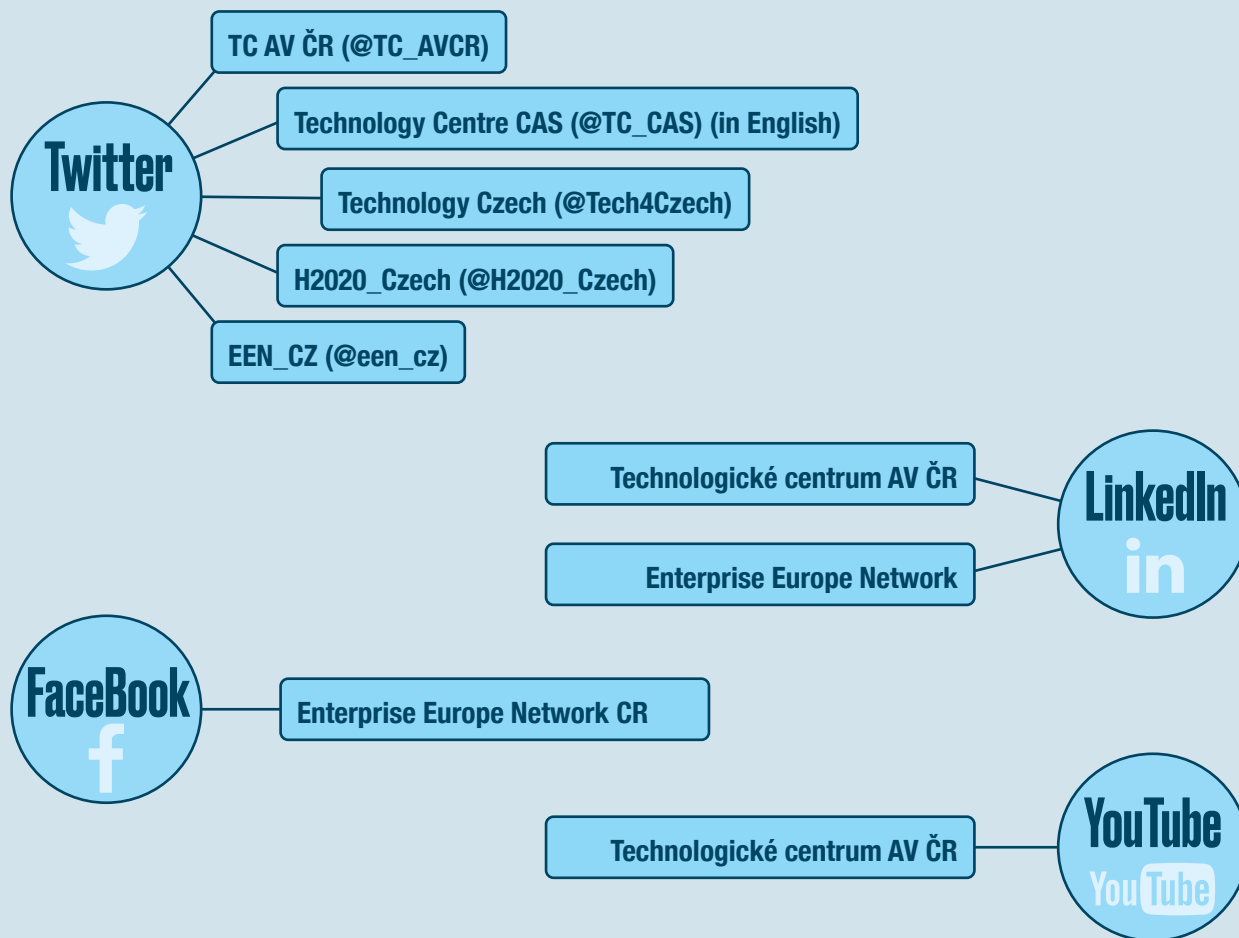 TC AV ČR (@TC_AVCR)
Technology Centre CAS (@TC_CAS) (in English)
Twitter
Technology Czech (@Tech4Czech)
H2020_Czech (@H2020_Czech)
EEN_CZ (@een_cz)
Technologické centrum AV ČR
LinkedIn
in
Enterprise Europe Network
FaceBook
f
Enterprise Europe Network CR
YouTube
Technologické centrum AV ČR
YouTube